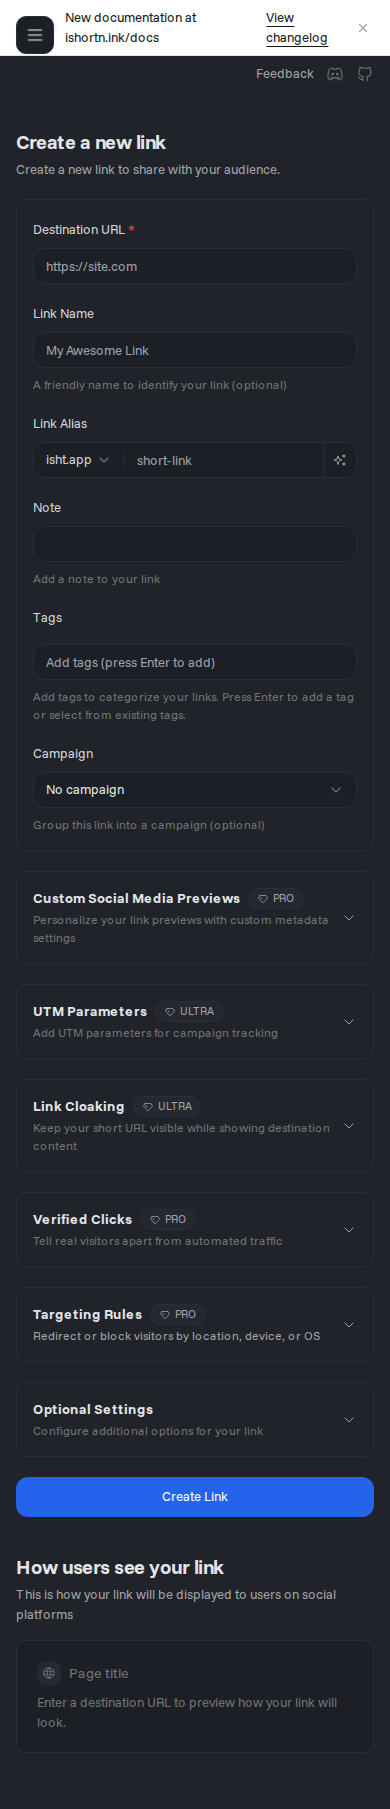 New documentation at
ishortn.ink/docs
View
changelog
Feedback
Create a new link
Create a new link to share with your audience.
Destination URL *
https://site.com
Link Name
My Awesome Link
A friendly name to identify your link (optional)
Link Alias
isht.app
short-link
Note
Add a note to your link
Tags
Add tags (press Enter to add)
Add tags to categorize your links. Press Enter to add a tag
or select from existing tags.
Campaign
No campaign
Group this link into a campaign (optional)
Custom Social Media Previews PRO
Personalize your link previews with custom metadata
settings
UTM Parameters ULTRA
Add UTM parameters for campaign tracking
Link Cloaking ULTRA
Keep your short URL visible while showing destination
content
Verified Clicks PRO
Tell real visitors apart from automated traffic
Targeting Rules PRO
Redirect or block visitors by location, device, or OS
Optional Settings
Configure additional options for your link
Create Link
How users see your link
This is how your link will be displayed to users on social
platforms
Page title
Enter a destination URL to preview how your link will
look.